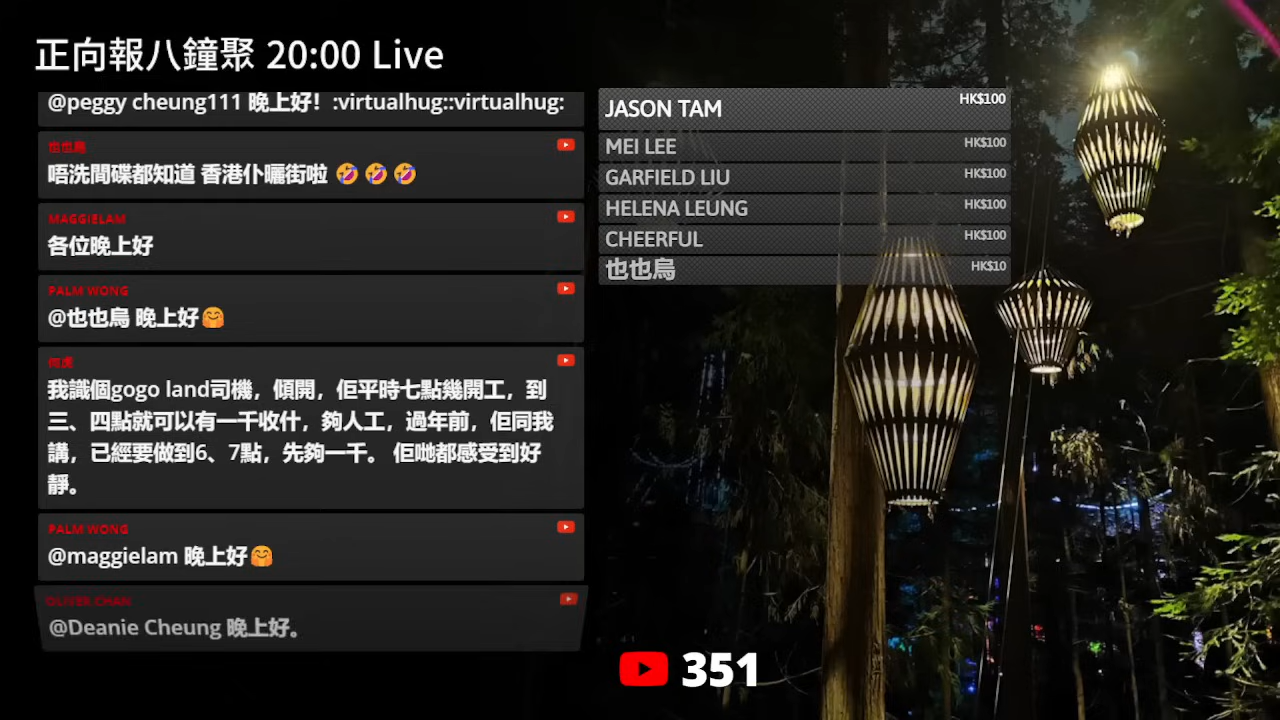 正向報八鐘聚 20:00 Live
@peggy cheung111 晚上好！:virtualhug::virtualhug:
也也烏
唔洗間碟都知道 香港仆曬街啦 🤣🤣🤣
MAGGIELAM
各位晚上好
PALM WONG
@也也烏 晚上好🤗
我識個gogo land司機，傾開，佢平時七點幾開工，到
三、四點就可以有一千收什，夠人工，過年前，佢同我
講，已經要做到6、7點，先夠一千。 佢哋都感受到好
靜。
PALM WONG
@maggielam 晚上好🤗
OLIVER CHAN
@Deanie Cheung 晚上好。
JASON TAM HK$100
MEI LEE HK$100
GARFIELD LIU HK$100
HELENA LEUNG HK$100
CHEERFUL HK$100
也也烏 HK$10
351